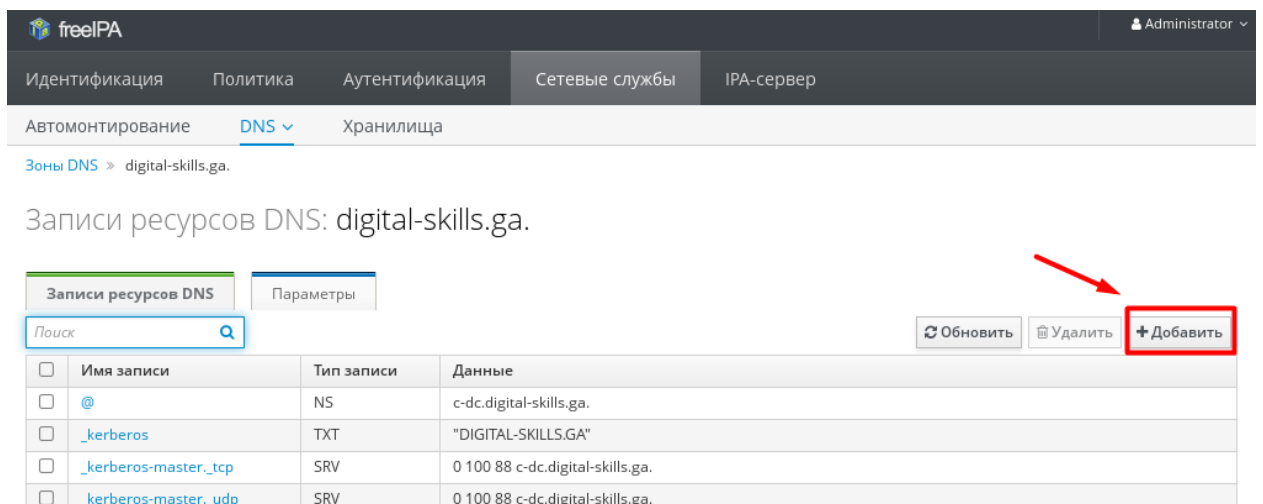 freeIPA
Administrator
Идентификация Политика Аутентификация Сетевые службы IPA-сервер
Автомонтирование DNS Хранилища
Зоны DNS » digital-skills.ga.
Записи ресурсов DNS: digital-skills.ga.
Записи ресурсов DNS Параметры
Поиск Обновить Удалить +Добавить
Имя записи Тип записи Данные
@ NS c-dc.digital-skills.ga.
_kerberos TXT "DIGITAL-SKILLS.GA"
_kerberos-master._tcp SRV 0 100 88 c-dc.digital-skills.ga.
_kerberos-master._udp SRV 0 100 88 c-dc.digital-skills.ga.